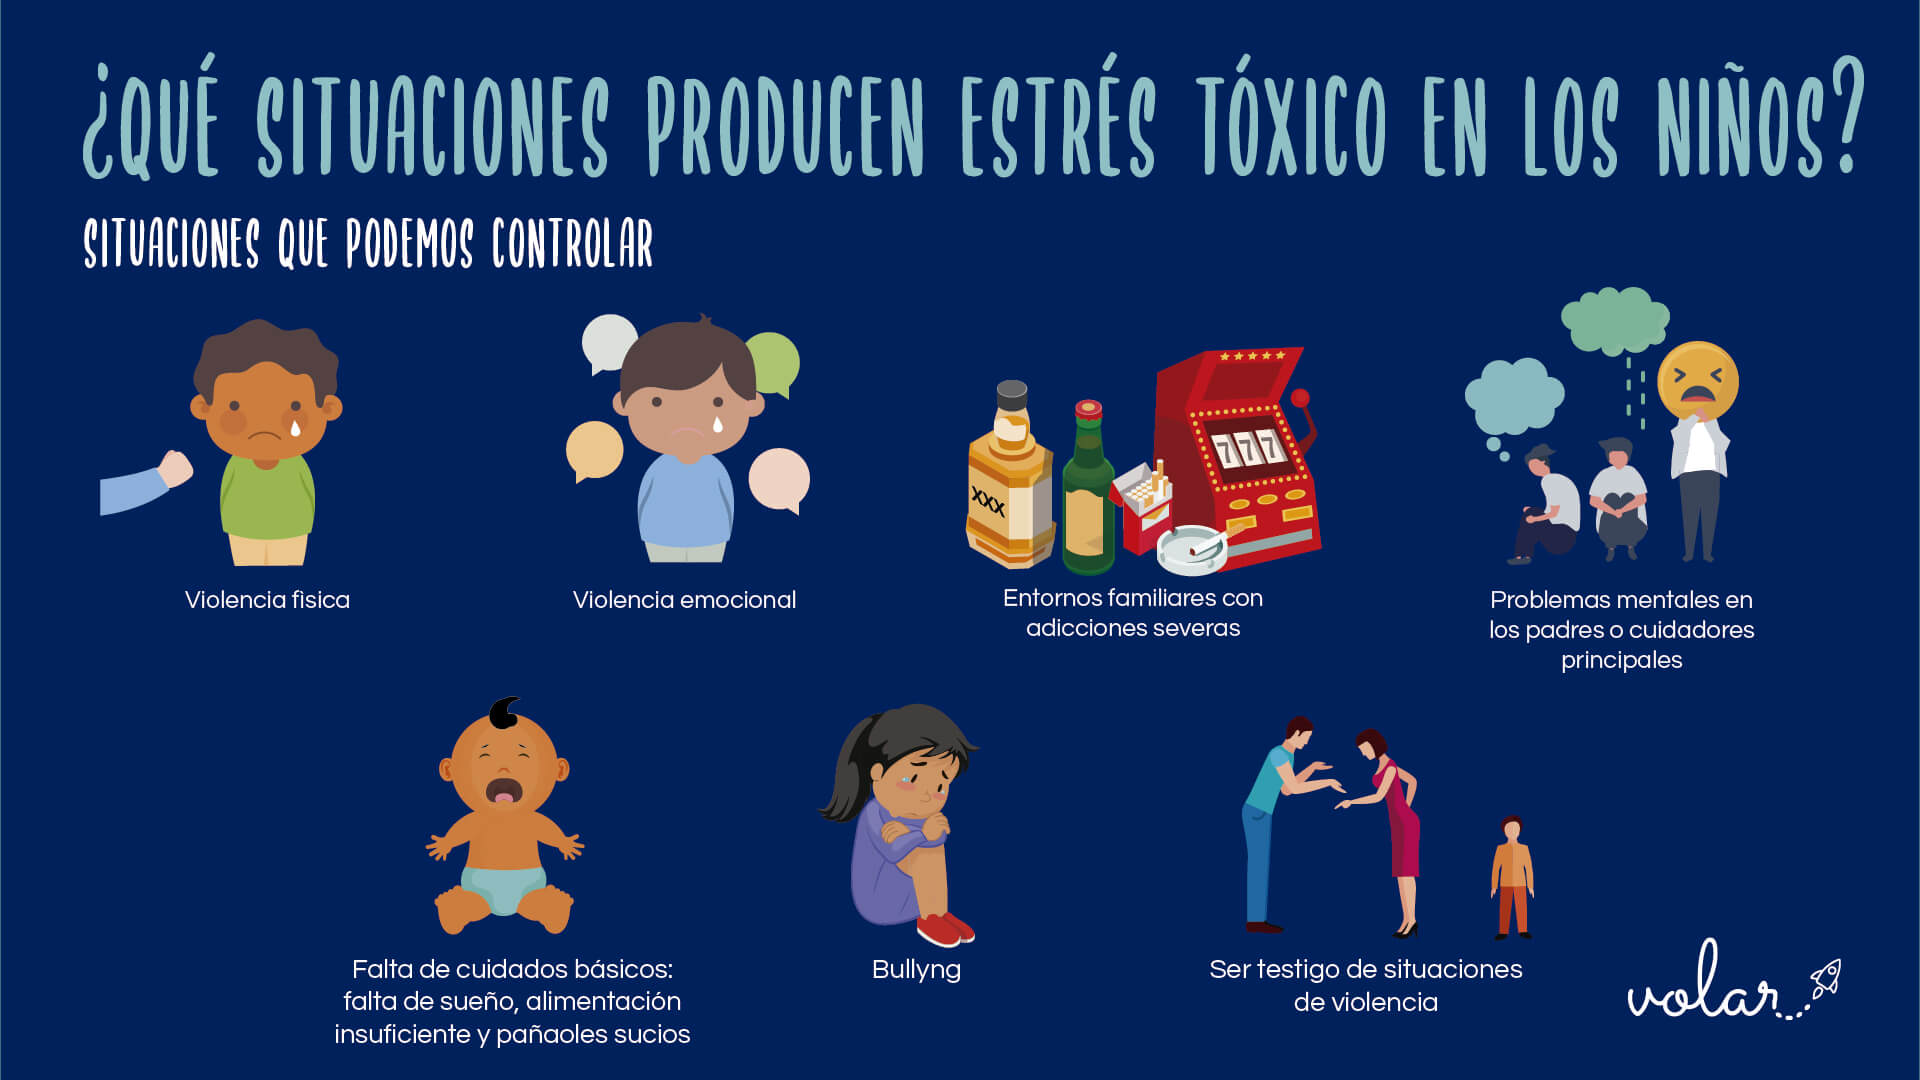 ¿QUÉ SITUACIONES PRODUCEN ESTRÉS TÓXICO EN LOS NIÑOS?
SITUACIONES QUE PODEMOS CONTROLAR
XXX
777
Violencia fisica
Violencia emocional
Entornos familiares con
adicciones severas
Problemas mentales en
los padres o cuidadores
principales
Falta de cuidados básicos:
falta de sueño, alimentación
insuficiente y pañaoles sucios
Bullyng
Ser testigo de situaciones
de violencia
volar